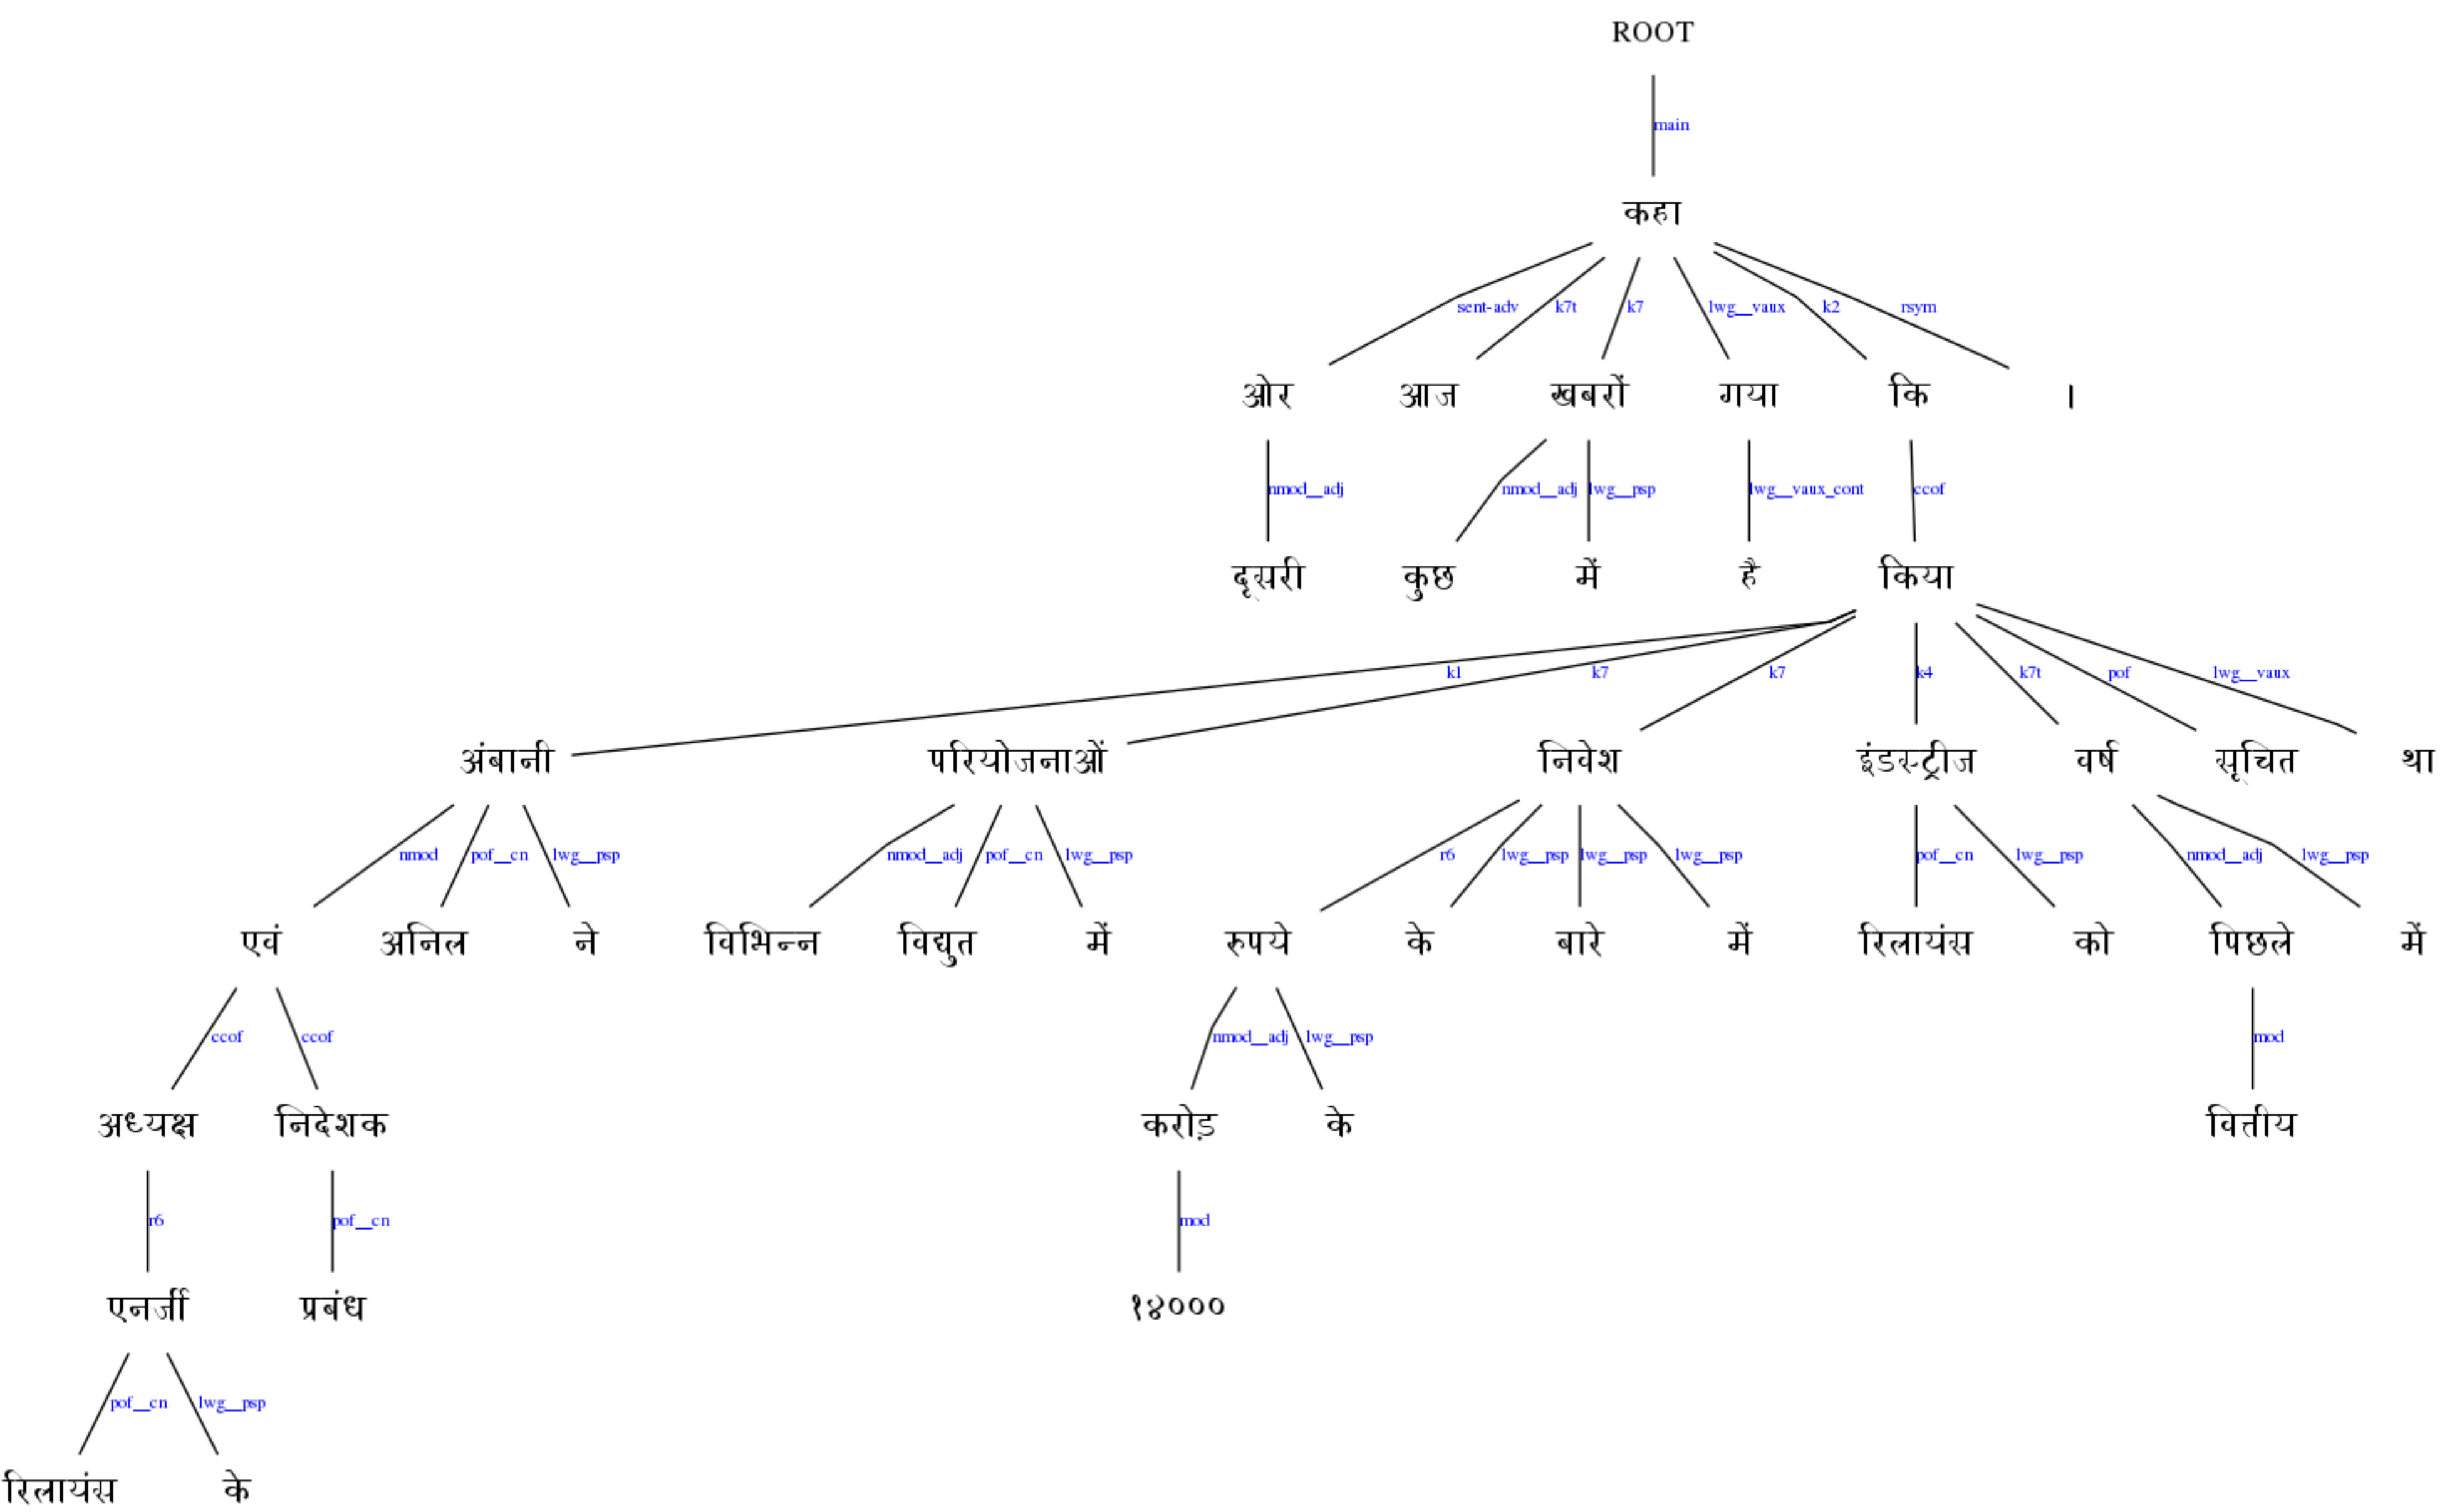 ROOT
main
कहा
sent-adv k7t k7 lwg__vaux k2 rsym
ओर आज खबरों गया कि ।
nmod__adj nmod__adj lwg__psp lwg__vaux_cont ccof
दूसरी कुछ में है किया
k1 k7 k7 k4 k7t pof lwg__vaux
अंबानी परियोजनाओं निवेश इंडस्ट्रीज वर्ष सूचित था
nmod pof__cn lwg__psp nmod__adj pof__cn lwg__psp r6 lwg__psp lwg__psp lwg__psp pof__cn lwg__psp nmod__adj lwg__psp
एवं अनिल ने विभिन्न विद्युत में रुपये के बारे में रिलायंस को पिछले में
ccof ccof nmod__adj lwg__psp mod
अध्यक्ष निदेशक करोड़ के वित्तीय
r6 pof__cn mod
एनर्जी प्रबंध १४०००
pof__cn lwg__psp
रिलायंस के